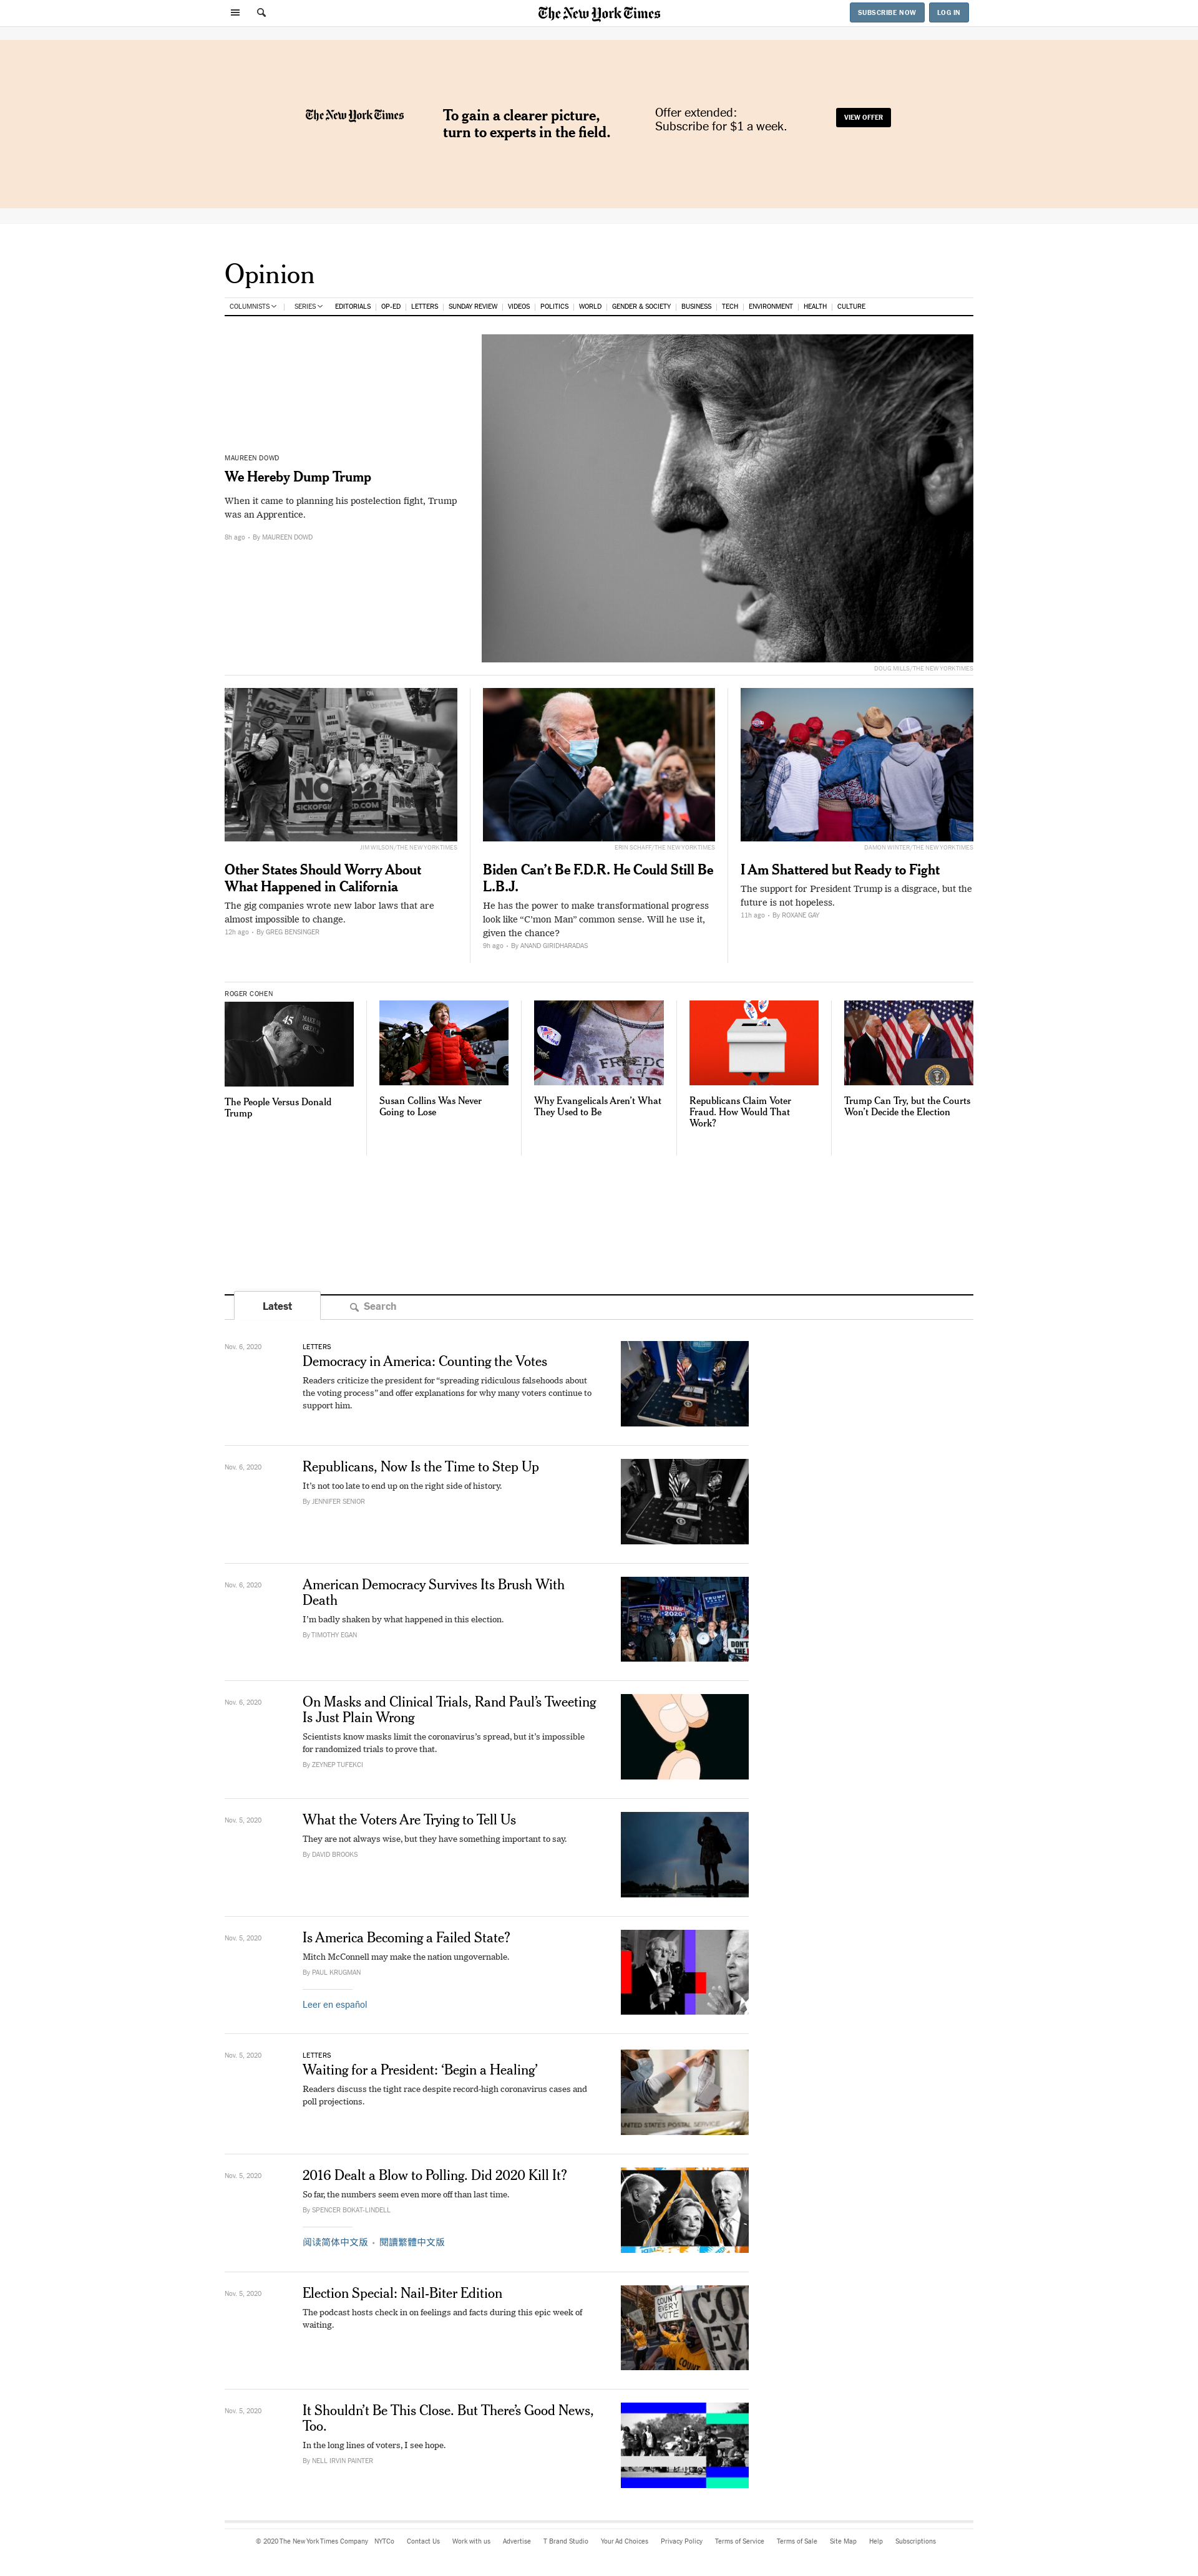 The New York Times
SUBSCRIBE NOW
LOG IN
The New York Times
To gain a clearer picture,
turn to experts in the field.
Offer extended:
Subscribe for $1 a week.
VIEW OFFER
Opinion
COLUMNISTS | SERIES EDITORIALS | OP-ED | LETTERS | SUNDAY REVIEW | VIDEOS | POLITICS | WORLD | GENDER & SOCIETY | BUSINESS | TECH | ENVIRONMENT | HEALTH | CULTURE
MAUREEN DOWD
We Hereby Dump Trump
When it came to planning his postelection fight, Trump
was an Apprentice.
8h ago • By MAUREEN DOWD
DOUG MILLS/THE NEW YORK TIMES
HEALTHCAR
NO 22
SICKOFGI
ED.COM
JIM WILSON/THE NEW YORK TIMES
Other States Should Worry About
What Happened in California
The gig companies wrote new labor laws that are
almost impossible to change.
12h ago • By GREG BENSINGER
ERIN SCHAFF/THE NEW YORK TIMES
Biden Can’t Be F.D.R. He Could Still Be
L.B.J.
He has the power to make transformational progress
look like “C’mon Man” common sense. Will he use it,
given the chance?
9h ago • By ANAND GIRIDHARADAS
DAMON WINTER/THE NEW YORK TIMES
I Am Shattered but Ready to Fight
The support for President Trump is a disgrace, but the
future is not hopeless.
11h ago • By ROXANE GAY
ROGER COHEN
45
The People Versus Donald
Trump
Susan Collins Was Never
Going to Lose
FREEDO
AM
Why Evangelicals Aren’t What
They Used to Be
Republicans Claim Voter
Fraud. How Would That
Work?
Trump Can Try, but the Courts
Won’t Decide the Election
Latest
Search
Nov. 6, 2020
LETTERS
Democracy in America: Counting the Votes
Readers criticize the president for “spreading ridiculous falsehoods about
the voting process” and offer explanations for why many voters continue to
support him.
Nov. 6, 2020
Republicans, Now Is the Time to Step Up
It’s not too late to end up on the right side of history.
By JENNIFER SENIOR
Nov. 6, 2020
American Democracy Survives Its Brush With
Death
I’m badly shaken by what happened in this election.
By TIMOTHY EGAN
TRUMP
2020
TRUMP
DON'T
Nov. 6, 2020
On Masks and Clinical Trials, Rand Paul’s Tweeting
Is Just Plain Wrong
Scientists know masks limit the coronavirus’s spread, but it’s impossible
for randomized trials to prove that.
By ZEYNEP TUFEKCI
Nov. 5, 2020
What the Voters Are Trying to Tell Us
They are not always wise, but they have something important to say.
By DAVID BROOKS
Nov. 5, 2020
Is America Becoming a Failed State?
Mitch McConnell may make the nation ungovernable.
By PAUL KRUGMAN
Leer en español
Nov. 5, 2020
LETTERS
Waiting for a President: ‘Begin a Healing’
Readers discuss the tight race despite record-high coronavirus cases and
poll projections.
UNITED STATES POSTAL SERVICE
Nov. 5, 2020
2016 Dealt a Blow to Polling. Did 2020 Kill It?
So far, the numbers seem even more off than last time.
By SPENCER BOKAT-LINDELL
阅读简体中文版 • 閱讀繁體中文版
Nov. 5, 2020
Election Special: Nail-Biter Edition
The podcast hosts check in on feelings and facts during this epic week of
waiting.
COUNT
EVERY
VOTE
COU
EVE
COUNT
Nov. 5, 2020
It Shouldn’t Be This Close. But There’s Good News,
Too.
In the long lines of voters, I see hope.
By NELL IRVIN PAINTER
© 2020 The New York Times Company NYTCo Contact Us Work with us Advertise T Brand Studio Your Ad Choices Privacy Policy Terms of Service Terms of Sale Site Map Help Subscriptions